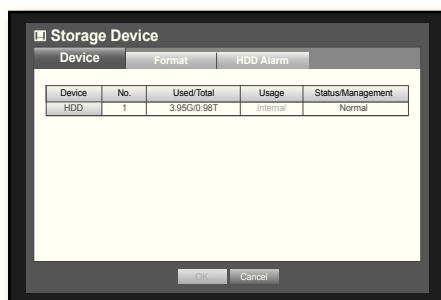 Storage Device
Device Format HDD Alarm
Device No. Used/Total Usage Status/Management
HDD 1 3.95G/0.98T Internal Normal
OK Cancel